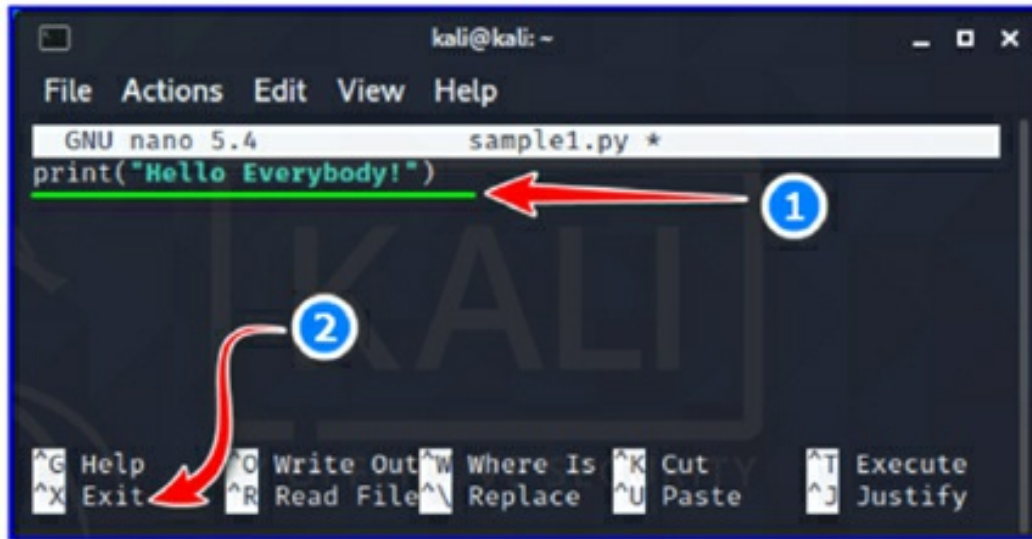 kali@kali: ~
File Actions Edit View Help
GNU nano 5.4 sample1.py *
print("Hello Everybody!")
1
2
KALI
^G Help ^O Write Out ^W Where Is ^K Cut ^T Execute
^X Exit ^R Read File ^\ Replace ^U Paste ^J Justify